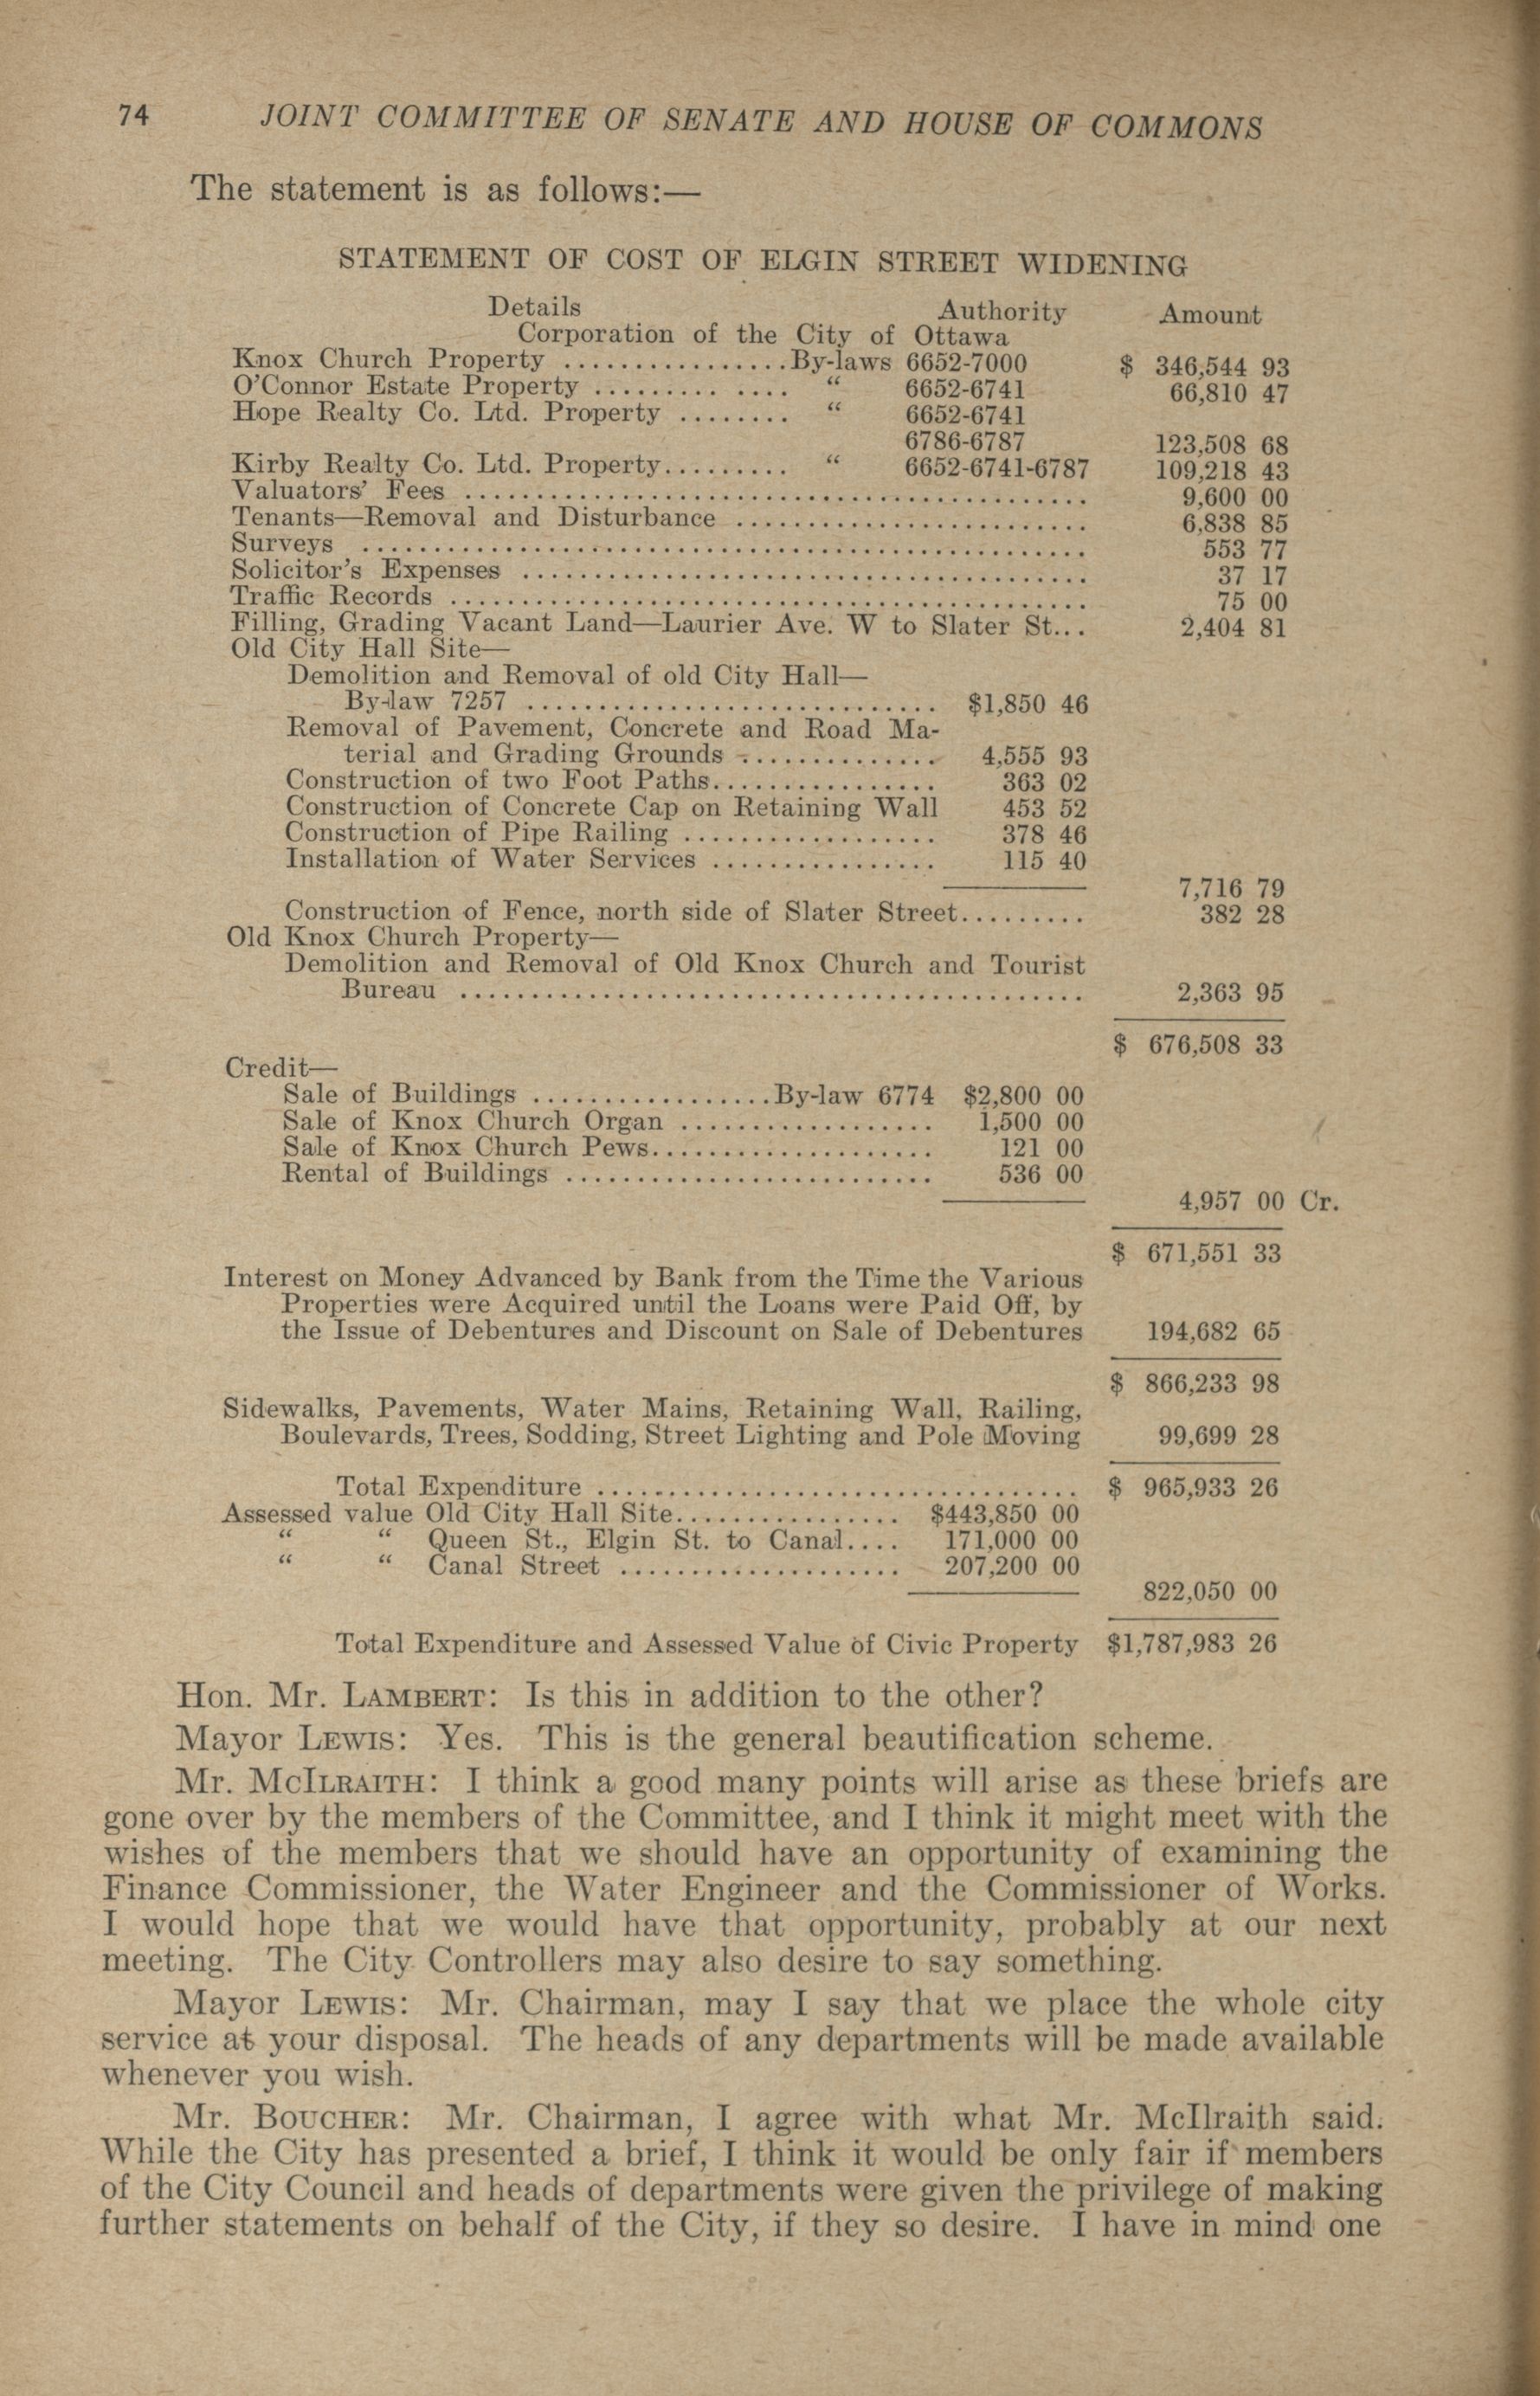 74 JOINT COMMITTEE OF SENATE AND HOUSE OF COMMONS
The statement is as follows:—
STATEMENT OF COST OF ELGIN STREET WIDENING
Details Authority Amount
Corporation of the City of Ottawa
Knox Church Property ................By-laws 6652-7000 $ 346,544 93
O'Connor Estate Property ......... .... “ 6652-6741 66,810 47
Hope Realty Co. Ltd. Property ........ “ 6652-6741
6786-6787 123,508 68
Kirby Realty Co. Ltd. Property......... “ 6652-6741-6787 109,218 43
Valuators' Fees ............................................ 9,600 00
Tenants—Removal and Disturbance ......................... 6,838 85
Surveys ................................................... 553 77
Solicitor's Expenses ........................................ 37 17
Traffic Records ............................................. 75 00
Filling, Grading Vacant Land—Laurier Ave. W to Slater St... 2,404 81
Old City Hall Site—
Demolition and Removal of old City Hall—
By-law 7257 ............................. $1,850 46
Removal of Pavement, Concrete and Road Ma-
terial and Grading Grounds .............. 4,555 93
Construction of two Foot Paths................ 363 02
Construction of Concrete Cap on Retaining Wall 453 52
Construction of Pipe Railing .................. 378 46
Installation of Water Services ................ 115 40
7,716 79
Construction of Fence, north side of Slater Street......... 382 28
Old Knox Church Property—
Demolition and Removal of Old Knox Church and Tourist
Bureau ............................................ 2,363 95
$ 676,508 33
Credit—
Sale of Buildings .................By-law 6774 $2,800 00
Sale of Knox Church Organ .................. 1,500 00
Sale of Knox Church Pews.................... 121 00
Rental of Buildings .......................... 536 00
4,957 00 Cr.
$ 671,551 33
Interest on Money Advanced by Bank from the Time the Various
Properties were Acquired until the Loans were Paid Off, by
the Issue of Debentures and Discount on Sale of Debentures 194,682 65
$ 866,233 98
Sidewalks, Pavements, Water Mains, Retaining Wall, Railing,
Boulevards, Trees, Sodding, Street Lighting and Pole Moving 99,699 28
Total Expenditure .................................. $ 965,933 26
Assessed value Old City Hall Site................ $443,850 00
“ “ Queen St., Elgin St. to Canal.... 171,000 00
“ “ Canal Street .................... 207,200 00
822,050 00
Total Expenditure and Assessed Value of Civic Property $1,787,983 26
Hon. Mr. LAMBERT: Is this in addition to the other?
Mayor LEWIS: Yes. This is the general beautification scheme.
Mr. McILRAITH: I think a good many points will arise as these briefs are
gone over by the members of the Committee, and I think it might meet with the
wishes of the members that we should have an opportunity of examining the
Finance Commissioner, the Water Engineer and the Commissioner of Works.
I would hope that we would have that opportunity, probably at our next
meeting. The City Controllers may also desire to say something.
Mayor LEWIS: Mr. Chairman, may I say that we place the whole city
service at your disposal. The heads of any departments will be made available
whenever you wish.
Mr. BOUCHER: Mr. Chairman, I agree with what Mr. McIlraith said.
While the City has presented a brief, I think it would be only fair if members
of the City Council and heads of departments were given the privilege of making
further statements on behalf of the City, if they so desire. I have in mind one